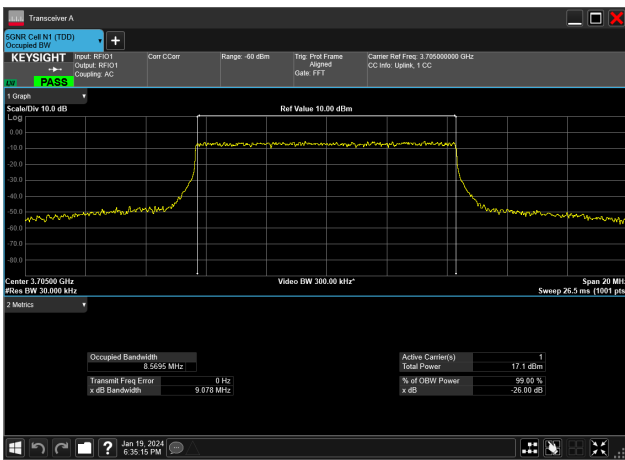 Transceiver A
5GNR Cell N1 (TDD)
Occupied BW
KEYSIGHT
Input: RFIO1
Output: RFIO1
Coupling: AC
Corr CCorr
Range: -60 dBm
Trig: Prot Frame
Aligned
Gate: FFT
Carrier Ref Freq: 3.705000000 GHz
CC Info: Uplink, 1 CC
PASS
1 Graph
Scale/Div 10.0 dB
Ref Value 10.00 dBm
Log
0.00
-10.0
-20.0
-30.0
-40.0
-50.0
-60.0
-70.0
-80.0
Center 3.70500 GHz
Video BW 300.00 kHz*
Span 20 MHz
#Res BW 30.000 kHz
Sweep 26.5 ms (1001 pts
2 Metrics
Occupied Bandwidth
8.5695 MHz
Active Carrier(s) 1
Total Power 17.1 dBm
Transmit Freq Error 0 Hz
x dB Bandwidth 9.078 MHz
% of OBW Power 99.00 %
x dB -26.00 dB
?
Jan 19, 2024
6:35:15 PM